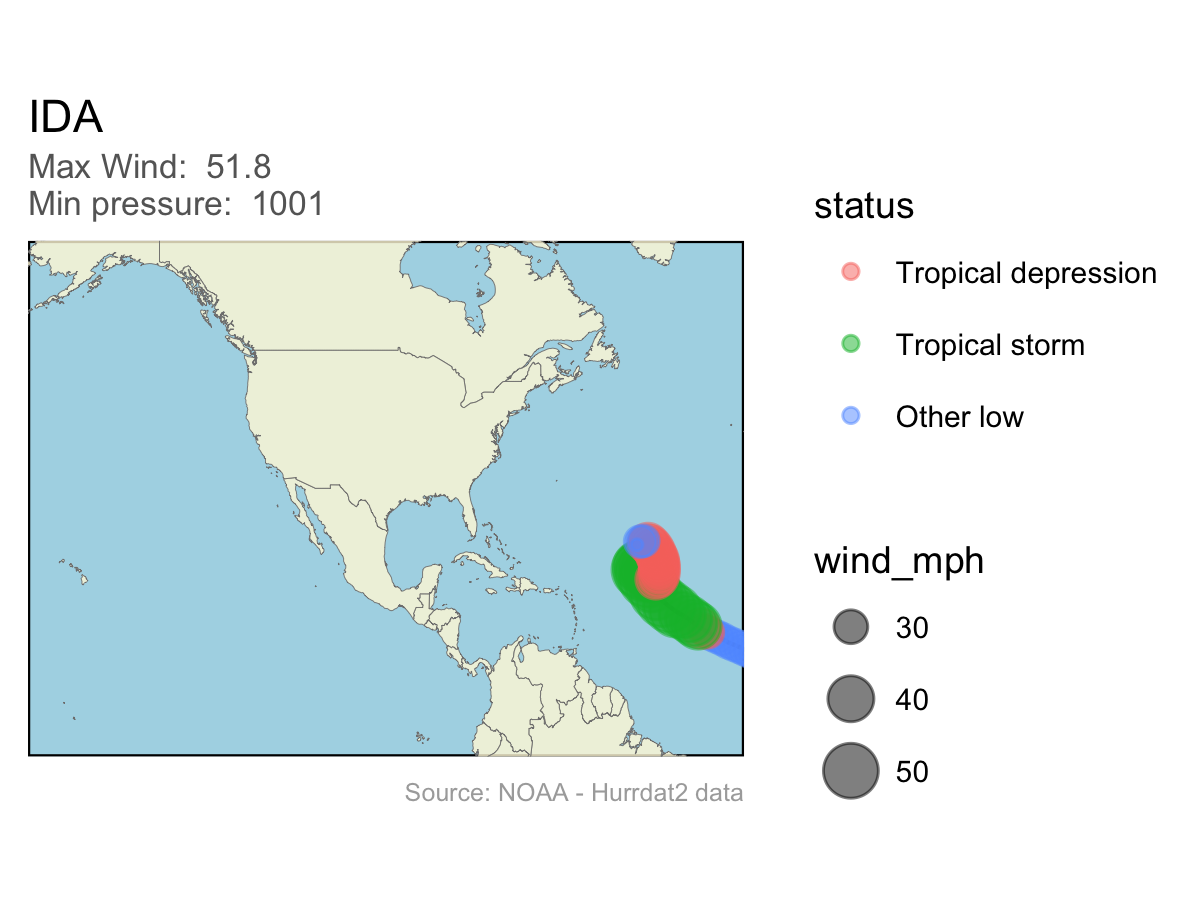 IDA
Max Wind:  51.8
Min pressure:  1001
status
Tropical depression
Tropical storm
Other low
wind_mph
30
40
50
Source: NOAA - Hurrdat2 data